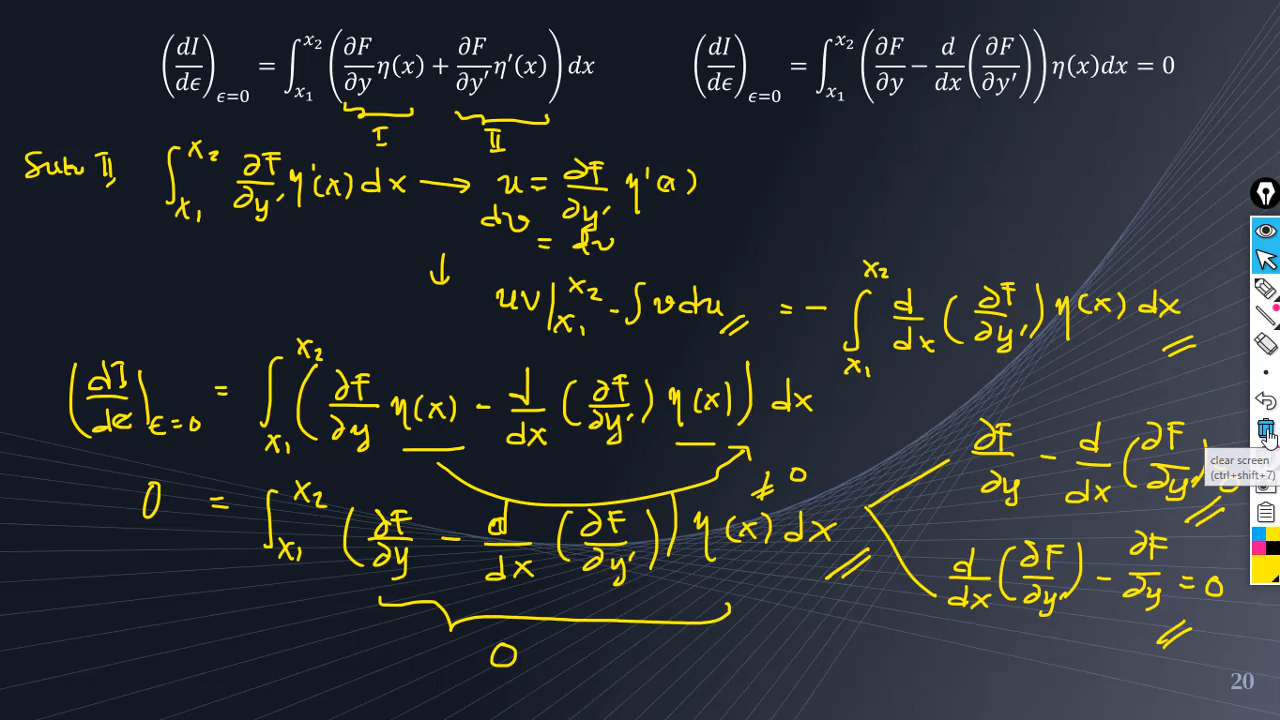 (dI/dϵ)_{ϵ=0} = ∫_{x₁}^{x₂} (∂F/∂y η(x) + ∂F/∂y′ η′(x)) dx
(dI/dϵ)_{ϵ=0} = ∫_{x₁}^{x₂} (∂F/∂y − d/dx (∂F/∂y′)) η(x)dx = 0
I II
∫_{x₁}^{x₂} ∂F/∂y′ η′(x) dx → u = ∂F/∂y′ η′(x)
dv = dv
↓
uv|_{x₁}^{x₂} - ∫ v du = − ∫_{x₁}^{x₂} d/dx (∂F/∂y′) η(x) dx
(dI/dϵ)_{ϵ=0} = ∫_{x₁}^{x₂} (∂F/∂y η(x) − d/dx (∂F/∂y′) η(x)) dx
≠ 0
0 = ∫_{x₁}^{x₂} (∂F/∂y − d/dx (∂F/∂y′)) η(x) dx
0
∂F/∂y − d/dx (∂F/∂y′)
d/dx (∂F/∂y′) − ∂F/∂y = 0
clear screen
(ctrl+shift+7)
20